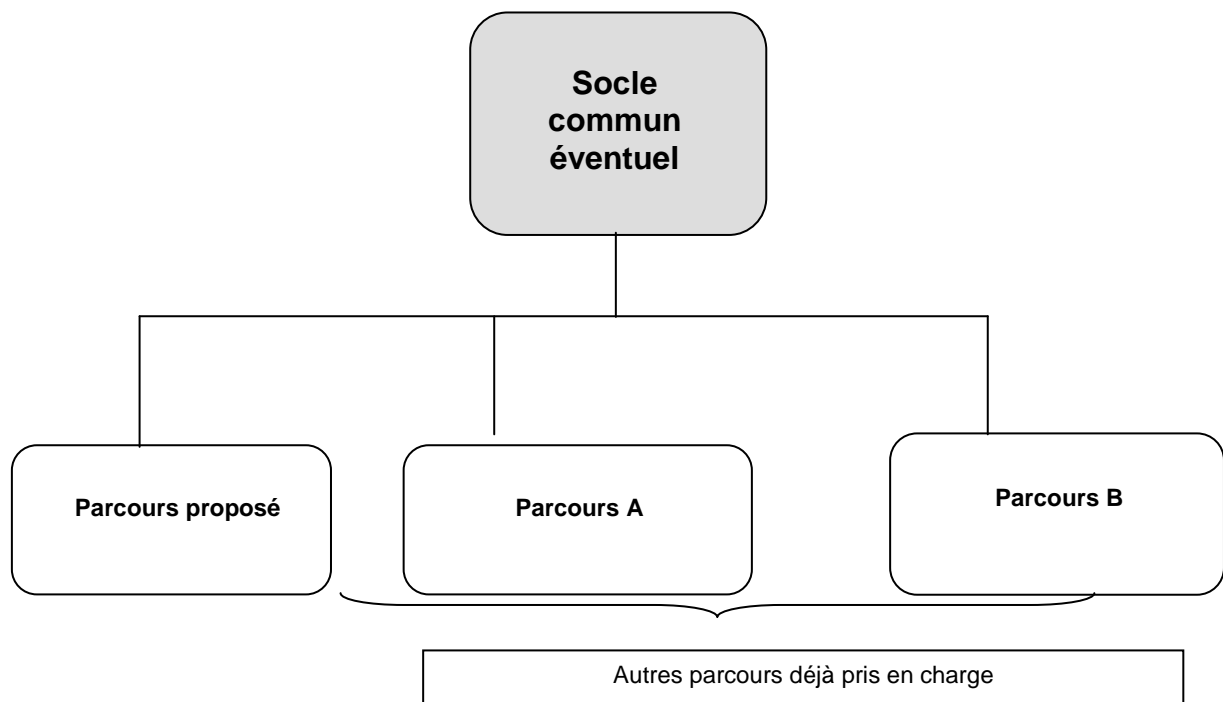 Socle
commun
éventuel
Parcours proposé
Parcours A
Parcours B
Autres parcours déjà pris en charge